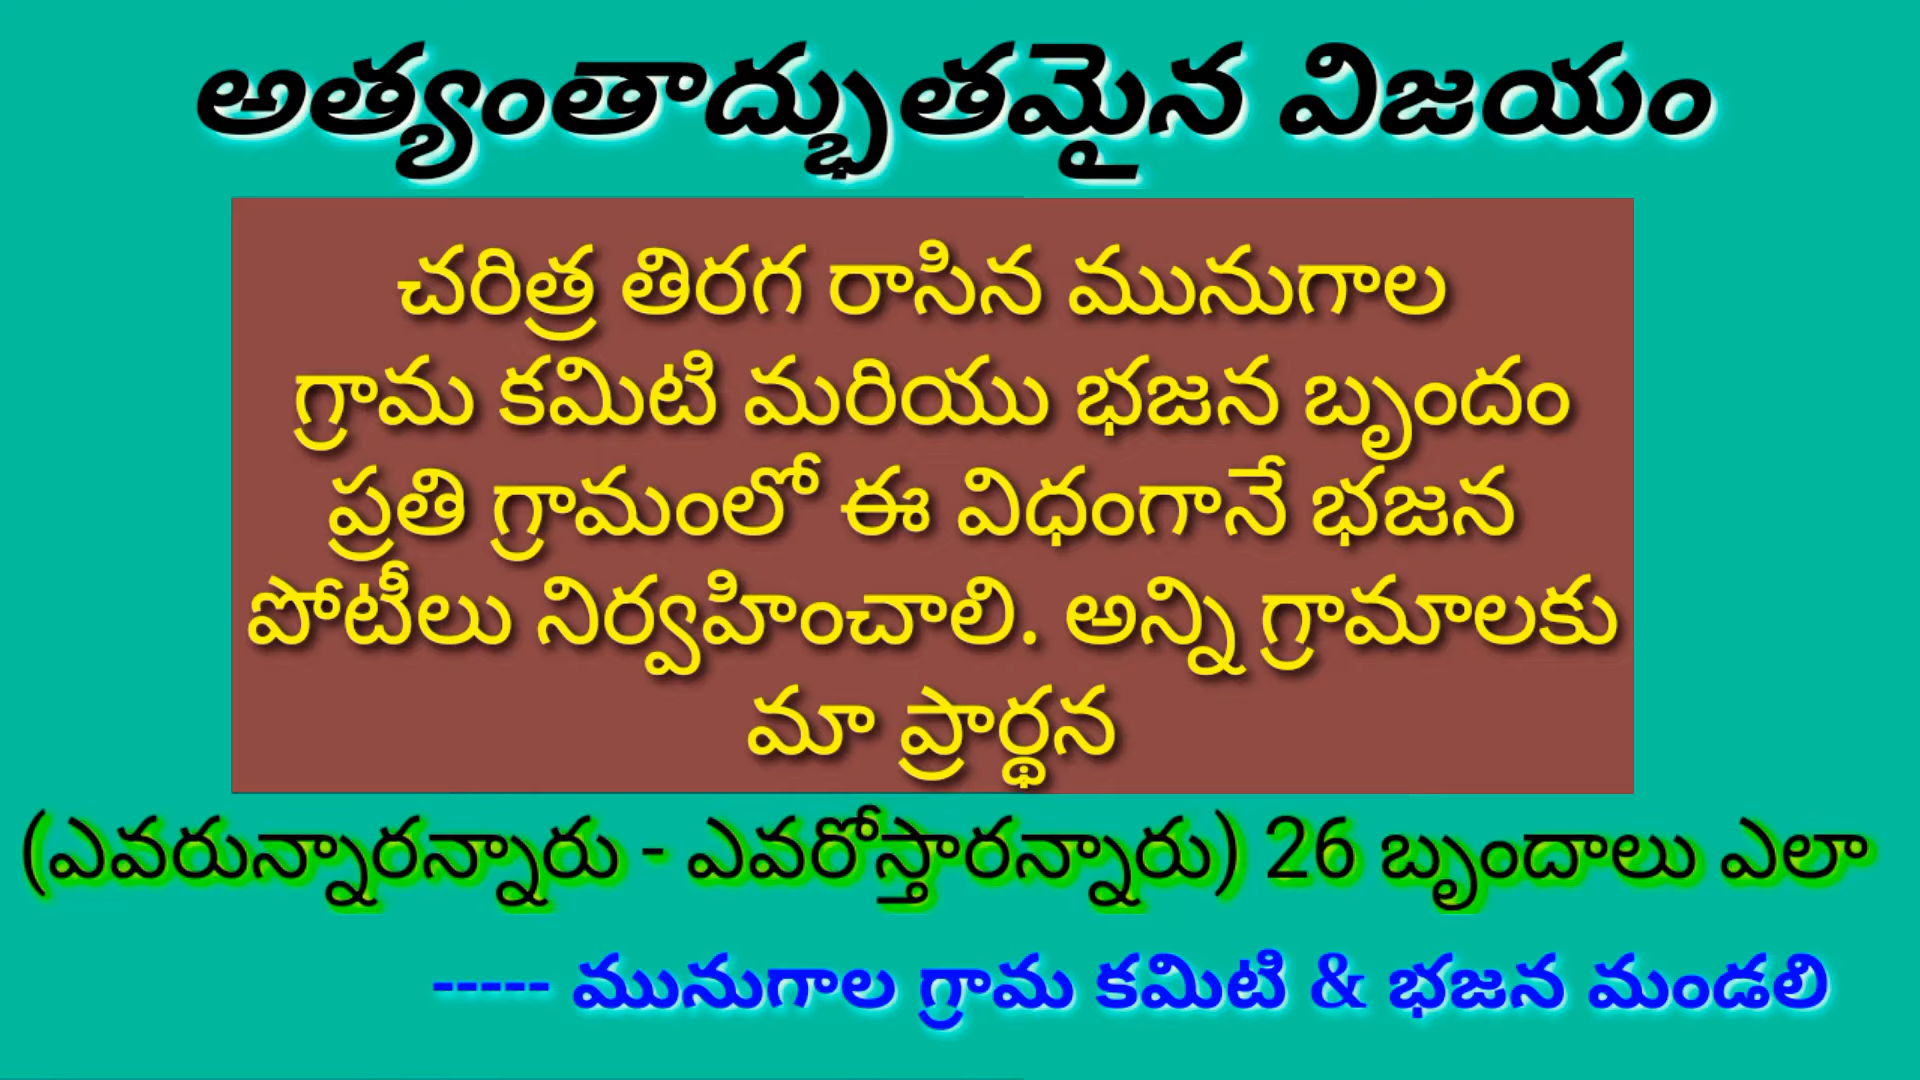 అత్యంతాద్భుతమైన విజయం
చరిత్ర తిరగ రాసిన మునుగాల
గ్రామ కమిటి మరియు భజన బృందం
ప్రతి గ్రామంలో ఈ విధంగానే భజన
పోటీలు నిర్వహించాలి. అన్ని గ్రామాలకు
మా ప్రార్థన
(ఎవరున్నారన్నారు - ఎవరోస్తారన్నారు) 26 బృందాలు ఎలా
----- మునుగాల గ్రామ కమిటి & భజన మండలి